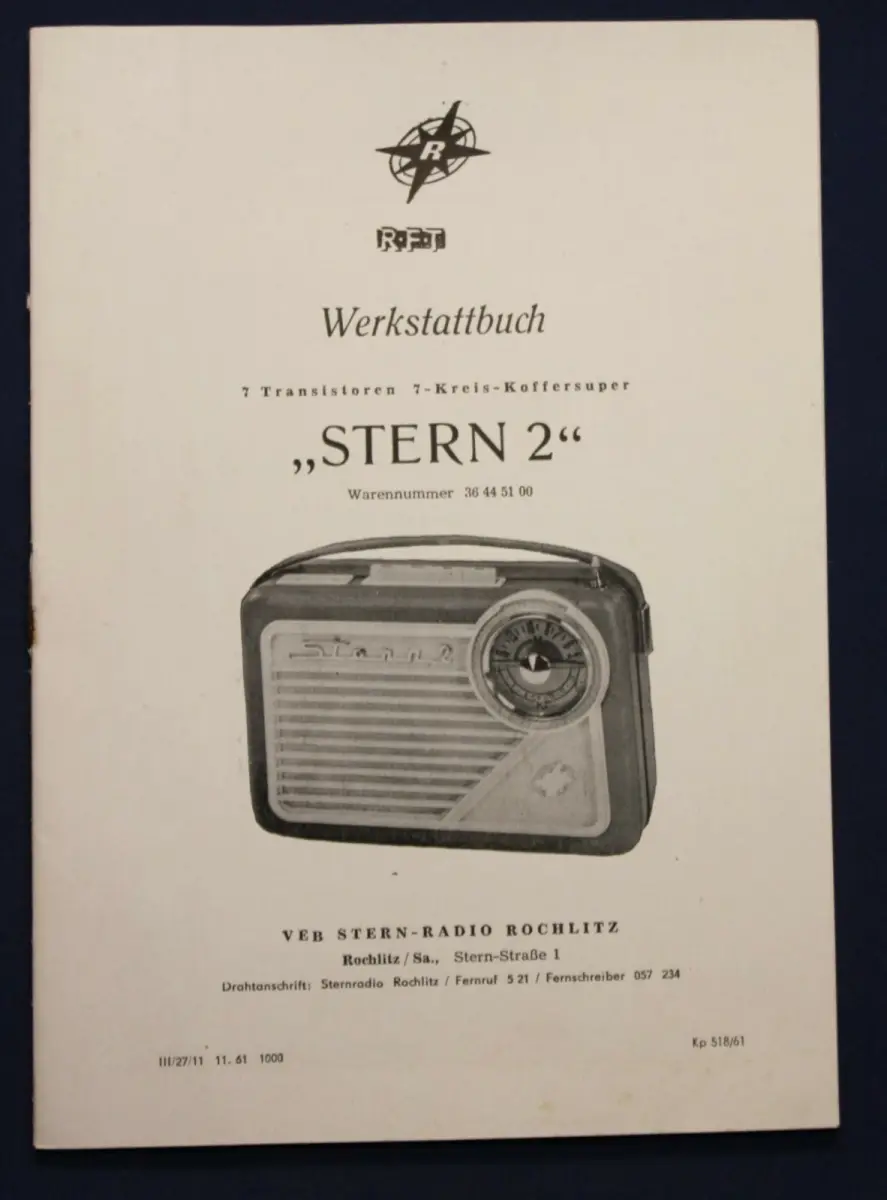 R
R·F·T
Werkstattbuch
7 Transistoren 7-Kreis-Koffersuper
„STERN 2“
Warennummer 36 44 51 00
VEB STERN-RADIO ROCHLITZ
Rochlitz / Sa., Stern-Straße 1
Drahtanschrift: Sternradio Rochlitz / Fernruf 5 21 / Fernschreiber 057 234
Kp 518/61
III/27/11 11. 61 1000